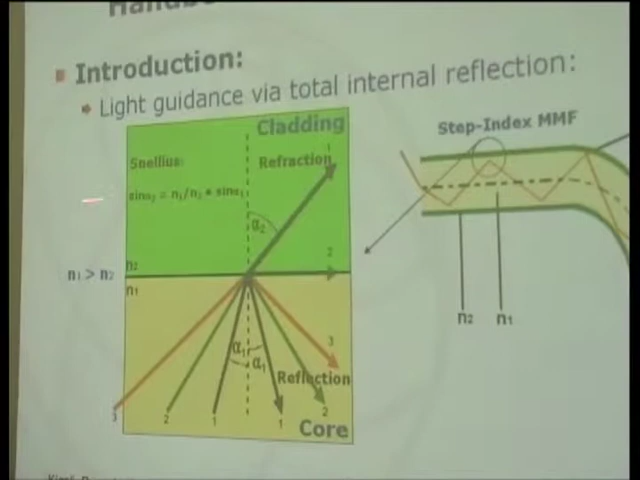 Introduction:
Light guidance via total internal reflection:
Cladding
Step-Index MMF
Snellius:
Refraction
1
sinα₂ = n₁/n₂ * sinα₁
α₂
n₂
2
n₁ > n₂
n₁
n₂
n₁
3
α₁
α₁
Reflection
3
2
1
1
2
Core